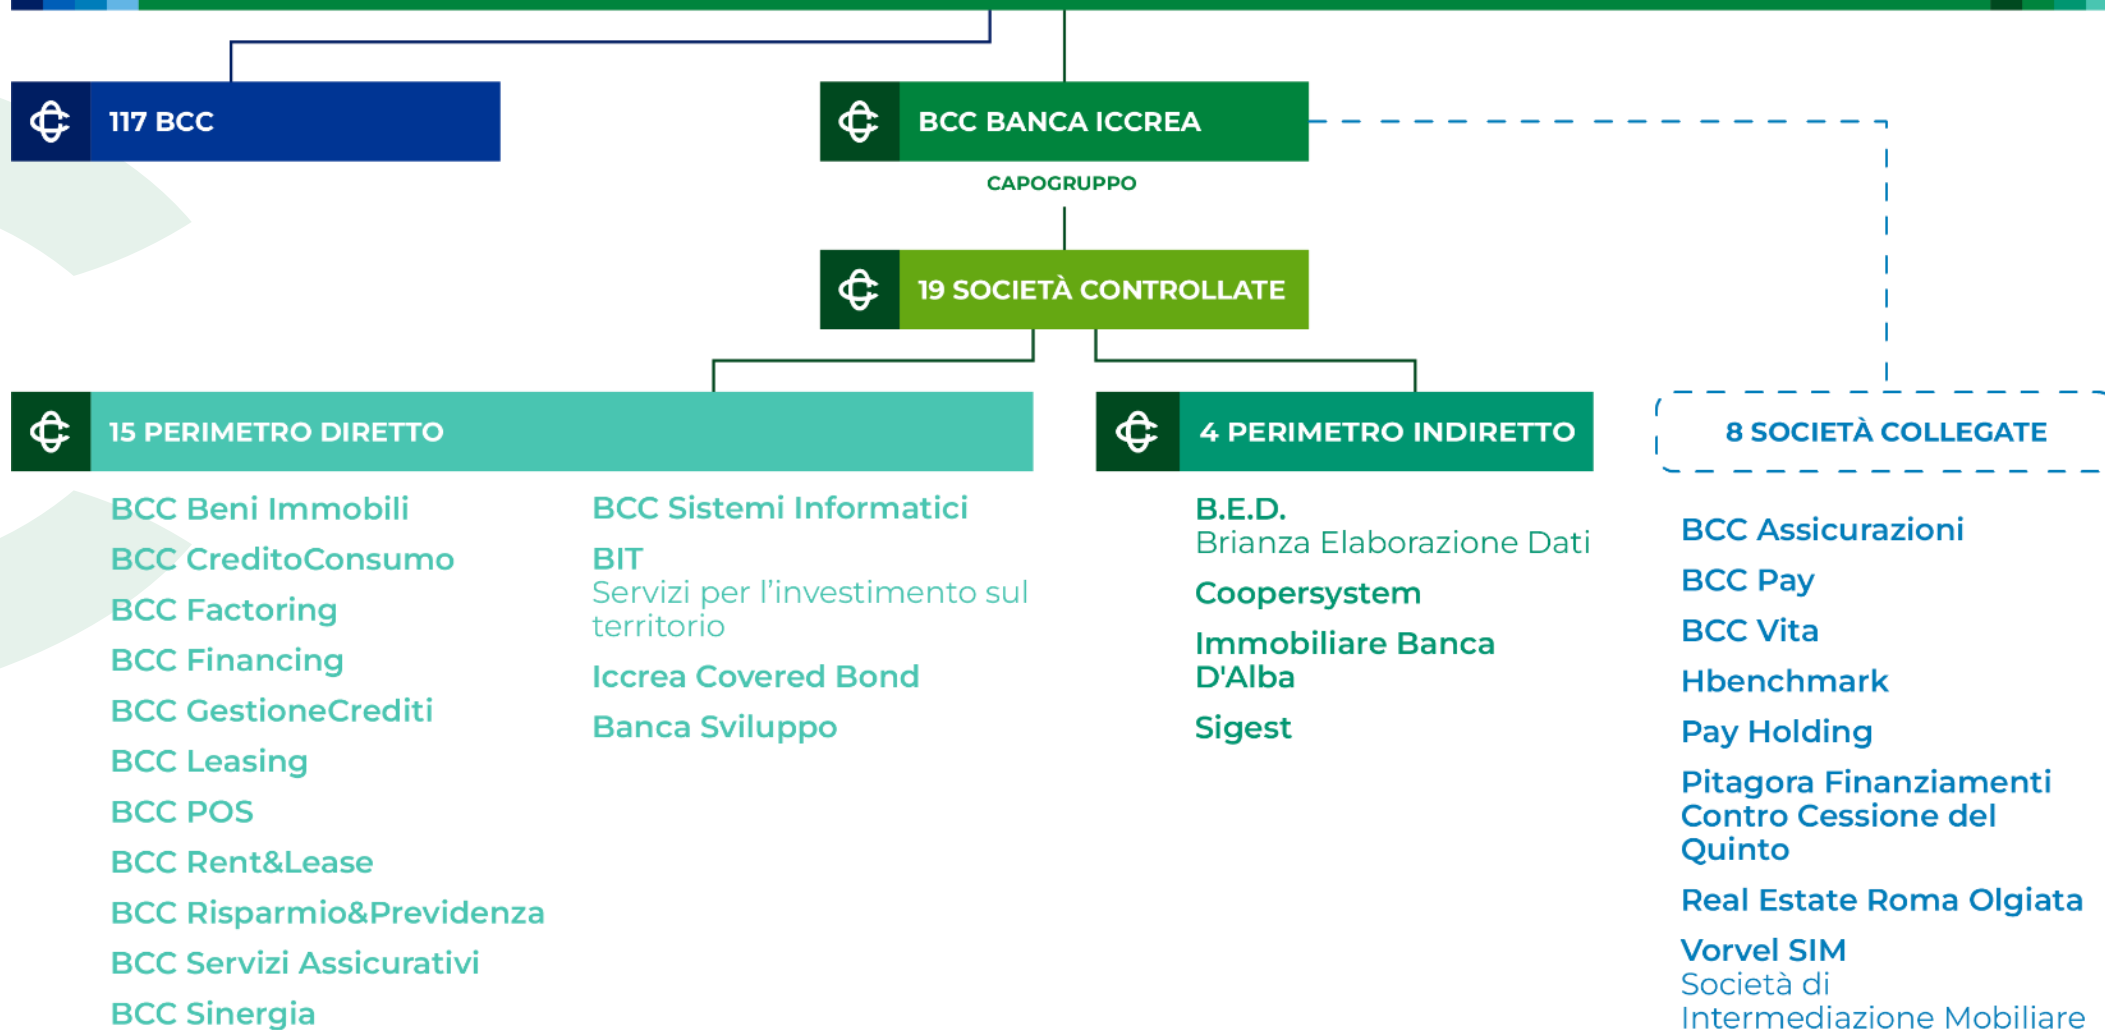 117 BCC
BCC BANCA ICCREA
CAPOGRUPPO
19 SOCIETÀ CONTROLLATE
15 PERIMETRO DIRETTO
BCC Beni Immobili
BCC CreditoConsumo
BCC Factoring
BCC Financing
BCC GestioneCrediti
BCC Leasing
BCC POS
BCC Rent&Lease
BCC Risparmio&Previdenza
BCC Servizi Assicurativi
BCC Sinergia
BCC Sistemi Informatici
BIT
Servizi per l’investimento sul
territorio
Iccrea Covered Bond
Banca Sviluppo
4 PERIMETRO INDIRETTO
B.E.D.
Brianza Elaborazione Dati
Coopersystem
Immobiliare Banca
D'Alba
Sigest
8 SOCIETÀ COLLEGATE
BCC Assicurazioni
BCC Pay
BCC Vita
Hbenchmark
Pay Holding
Pitagora Finanziamenti
Contro Cessione del
Quinto
Real Estate Roma Olgiata
Vorvel SIM
Società di
Intermediazione Mobiliare